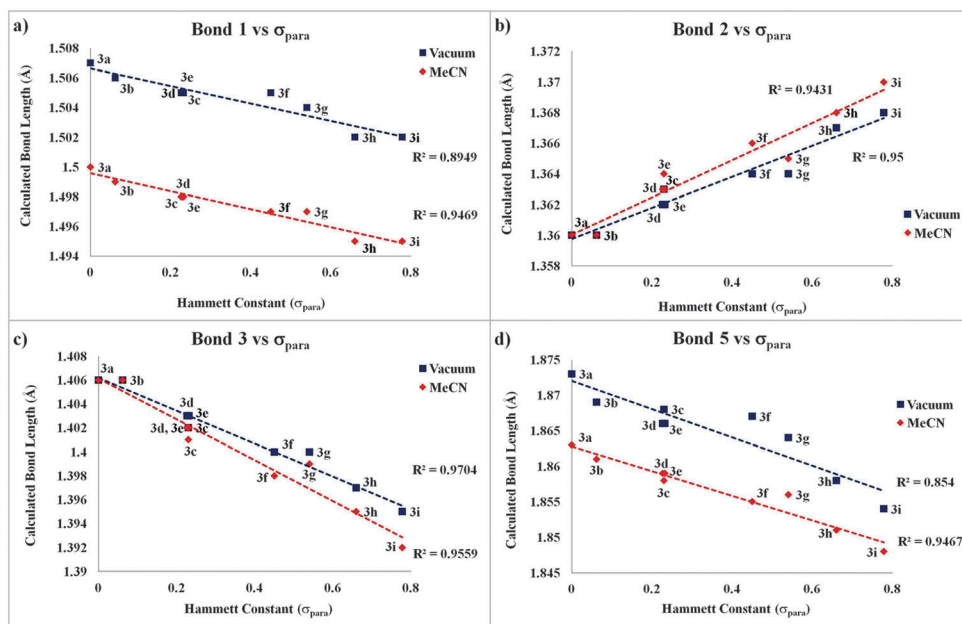 a)
Bond 1 vs σpara
Calculated Bond Length (Å)
1.508
1.506
1.504
1.502
1.5
1.498
1.496
1.494
3a
3b
3e
3d
3c
3f
3g
3h
3i
Vacuum
MeCN
R² = 0.8949
3a
3b
3d
3c
3e
3f
3g
3h
3i
R² = 0.9469
0
0.2
0.4
0.6
0.8
Hammett Constant (σpara)
b)
Bond 2 vs σpara
Calculated Bond Length (Å)
1.372
1.37
1.368
1.366
1.364
1.362
1.360
1.358
R² = 0.9431
3i
3i
3h
3h
3f
3f
3g
3g
3e
3c
3d
3d
3e
3a
3b
R² = 0.95
Vacuum
MeCN
0
0.2
0.4
0.6
0.8
Hammett Constant (σpara)
c)
Bond 3 vs σpara
Calculated Bond Length (Å)
1.408
1.406
1.404
1.402
1.4
1.398
1.396
1.394
1.392
1.39
3a
3b
3d
3e
3d, 3e
3c
3c
3f
3g
3f
3g
3h
3h
3i
3i
Vacuum
MeCN
R² = 0.9704
R² = 0.9559
0
0.2
0.4
0.6
0.8
Hammett Constant (σpara)
d)
Bond 5 vs σpara
Calculated Bond Length (Å)
1.875
1.87
1.865
1.86
1.855
1.85
1.845
3a
3b
3c
3d
3e
3f
3g
3h
3i
Vacuum
MeCN
R² = 0.854
3a
3b
3d
3e
3c
3f
3g
3h
3i
R² = 0.9467
0
0.2
0.4
0.6
0.8
Hammett Constant (σpara)